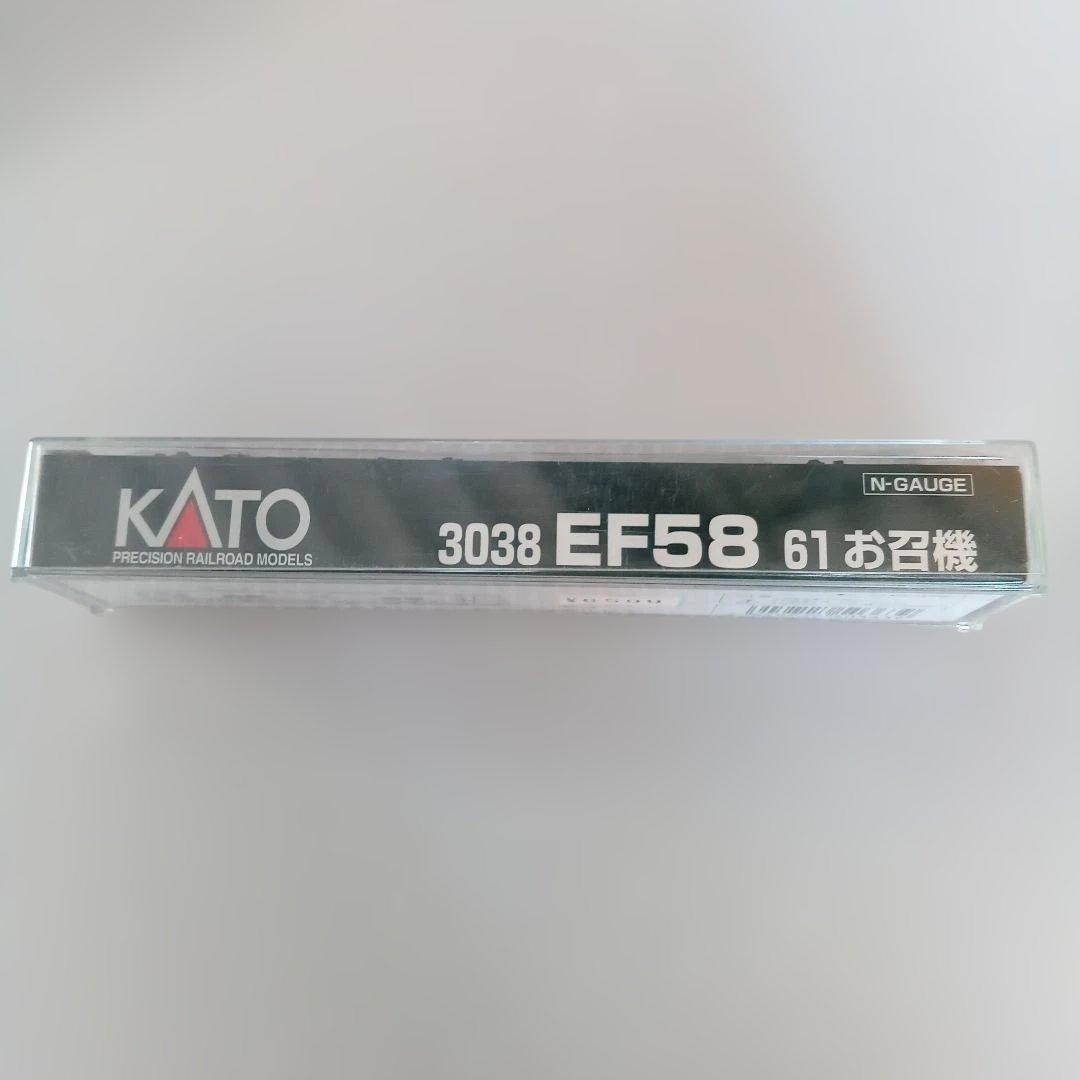 N-GAUGE
KATO
PRECISION RAILROAD MODELS
3038 EF58 61 お召機